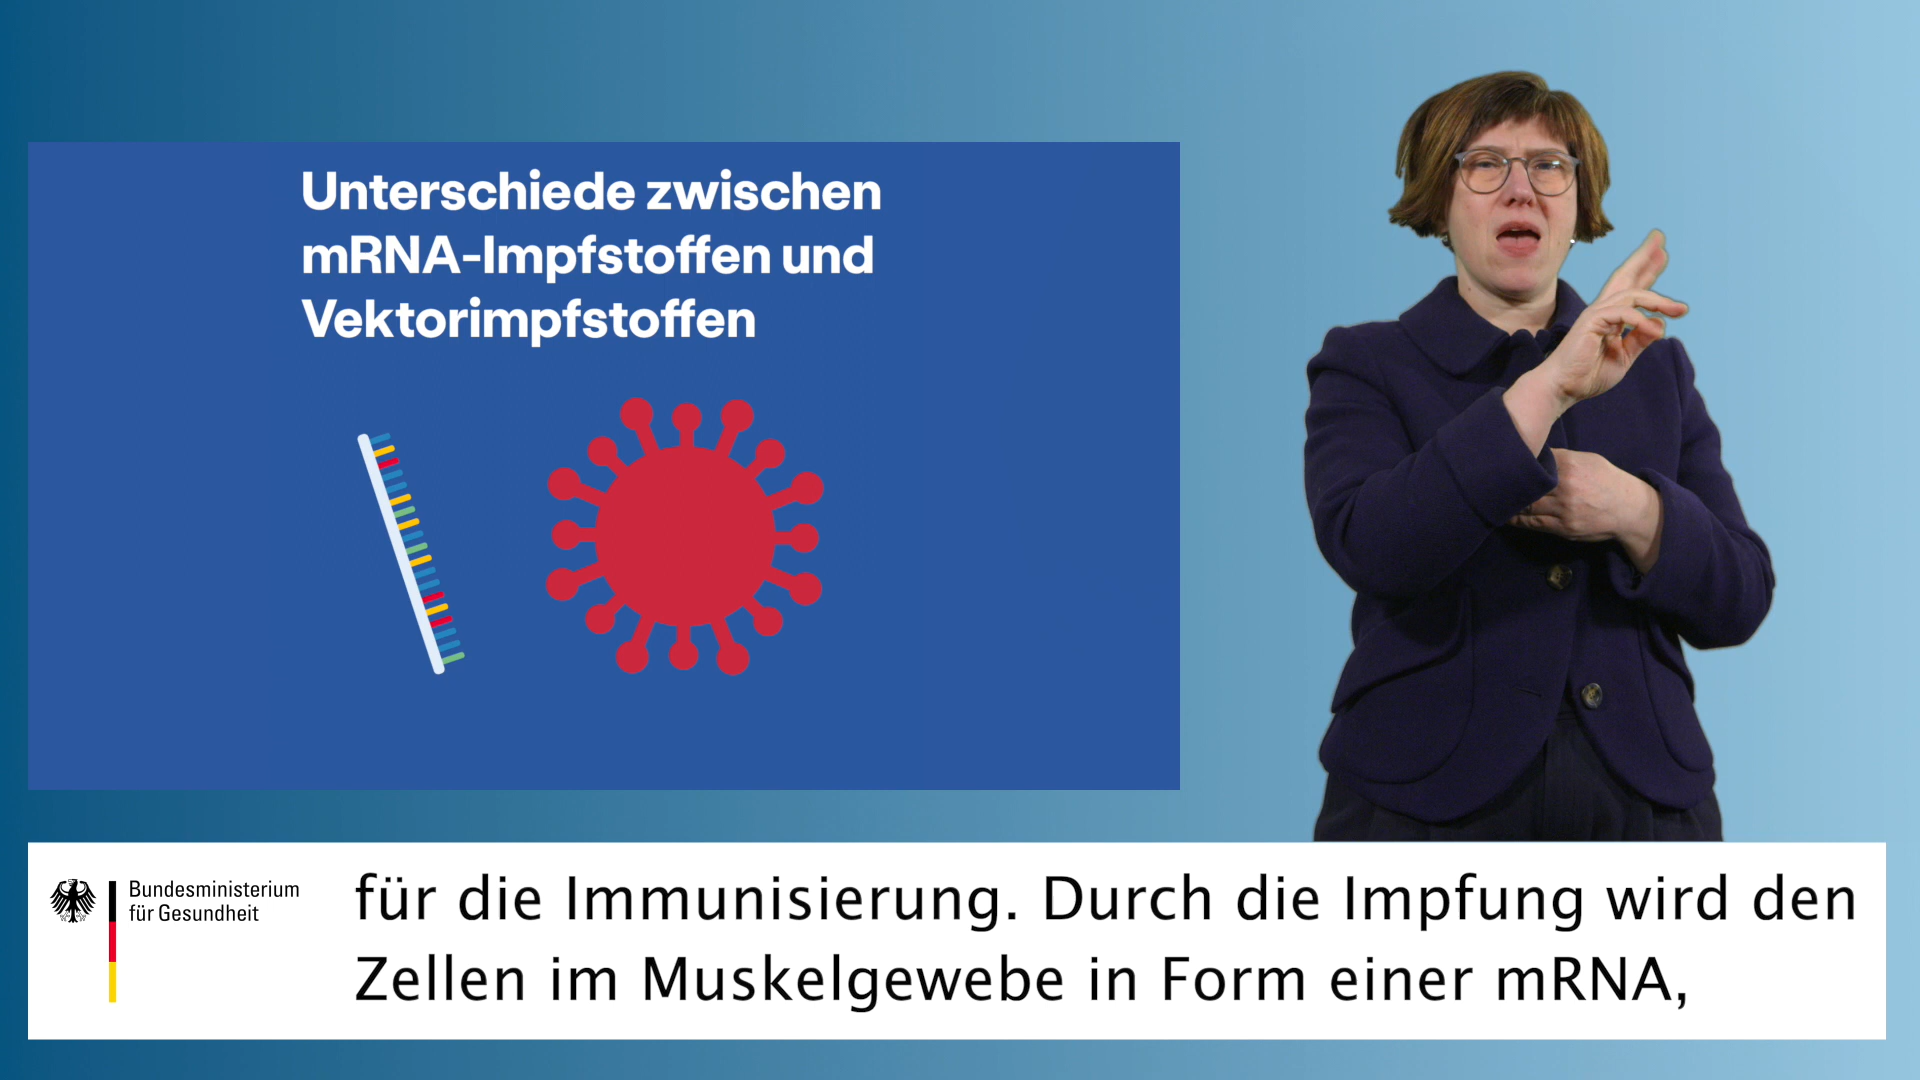 Unterschiede zwischen
mRNA-Impfstoffen und
Vektorimpfstoffen
Bundesministerium
für Gesundheit
für die Immunisierung. Durch die Impfung wird den
Zellen im Muskelgewebe in Form einer mRNA,